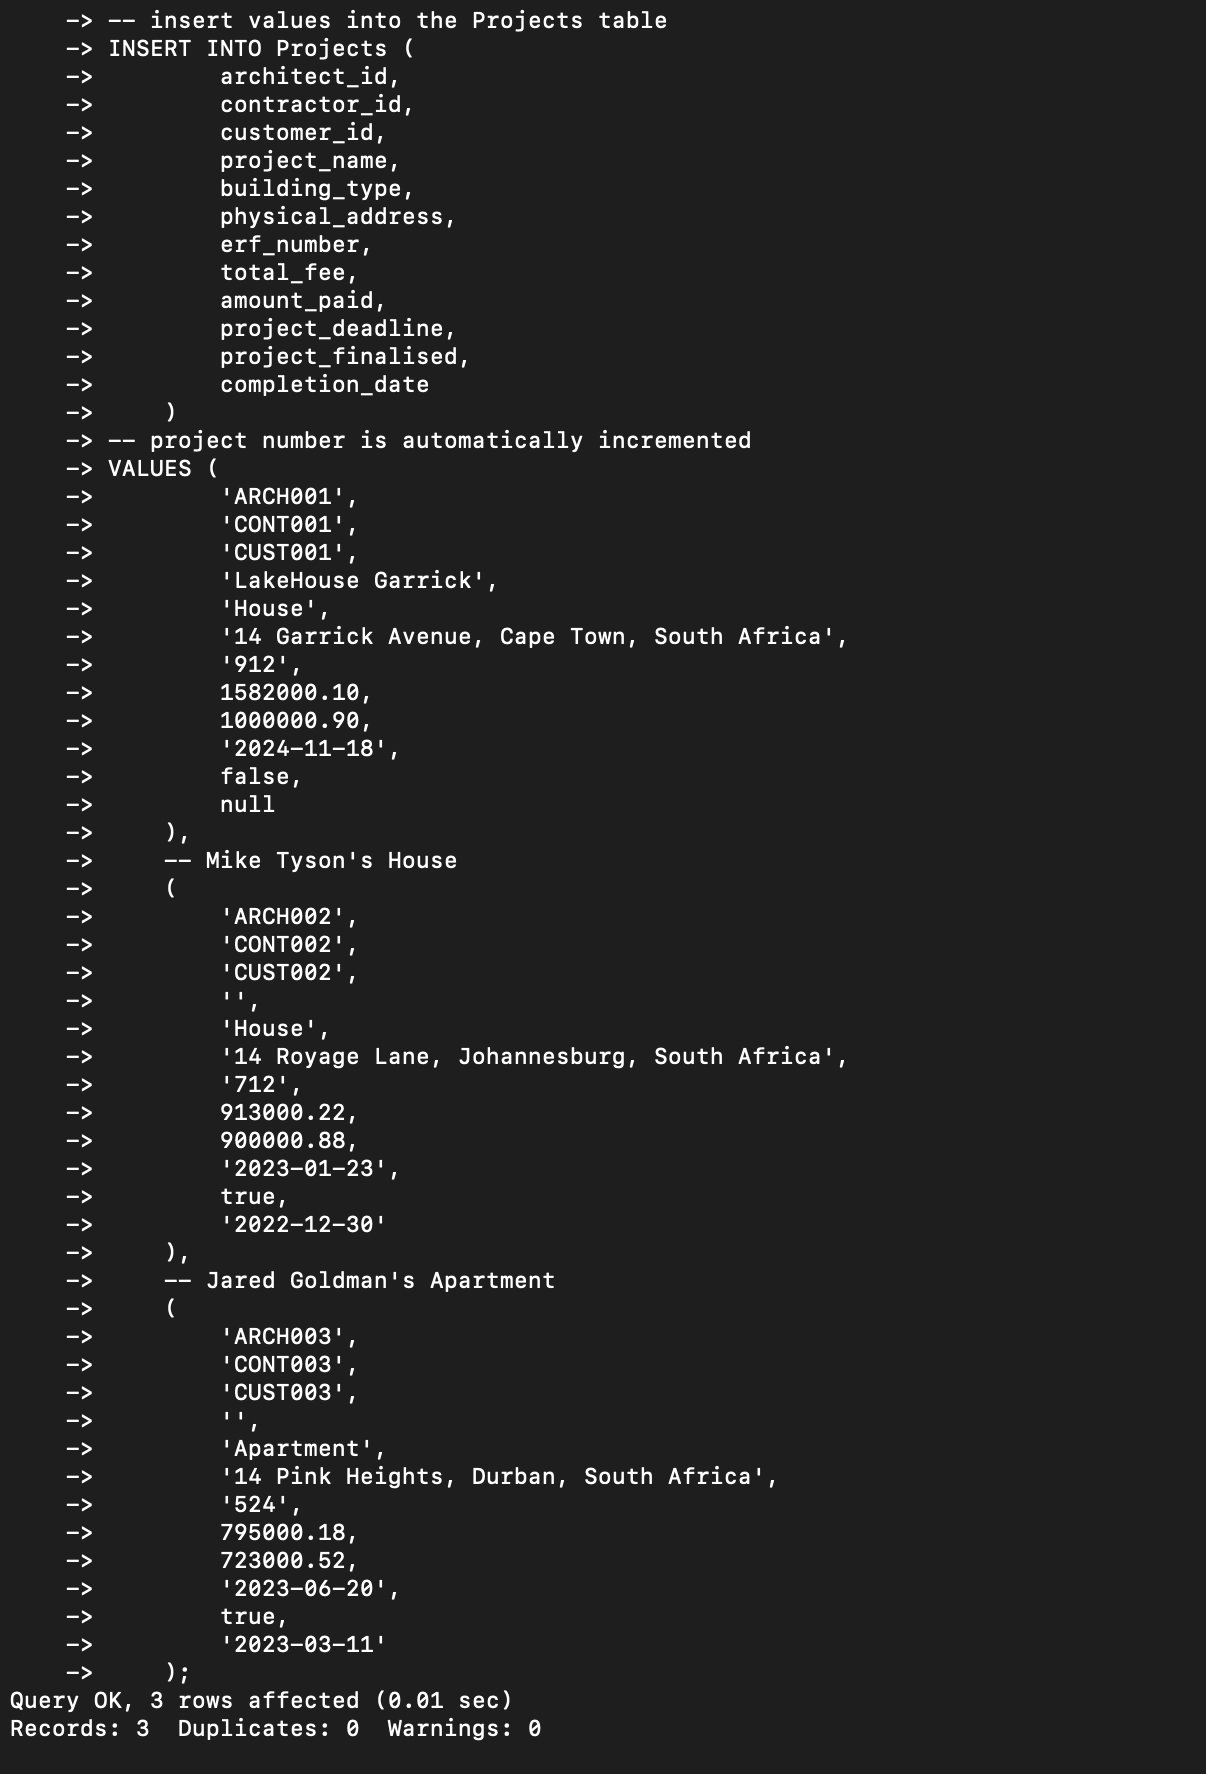 -> -- insert values into the Projects table
-> INSERT INTO Projects (
->         architect_id,
->         contractor_id,
->         customer_id,
->         project_name,
->         building_type,
->         physical_address,
->         erf_number,
->         total_fee,
->         amount_paid,
->         project_deadline,
->         project_finalised,
->         completion_date
->     )
-> -- project number is automatically incremented
-> VALUES (
->         'ARCH001',
->         'CONT001',
->         'CUST001',
->         'LakeHouse Garrick',
->         'House',
->         '14 Garrick Avenue, Cape Town, South Africa',
->         '912',
->         1582000.10,
->         1000000.90,
->         '2024-11-18',
->         false,
->         null
->     ),
->     -- Mike Tyson's House
->     (
->         'ARCH002',
->         'CONT002',
->         'CUST002',
->         '',
->         'House',
->         '14 Royage Lane, Johannesburg, South Africa',
->         '712',
->         913000.22,
->         900000.88,
->         '2023-01-23',
->         true,
->         '2022-12-30'
->     ),
->     -- Jared Goldman's Apartment
->     (
->         'ARCH003',
->         'CONT003',
->         'CUST003',
->         '',
->         'Apartment',
->         '14 Pink Heights, Durban, South Africa',
->         '524',
->         795000.18,
->         723000.52,
->         '2023-06-20',
->         true,
->         '2023-03-11'
->     );
Query OK, 3 rows affected (0.01 sec)
Records: 3  Duplicates: 0  Warnings: 0